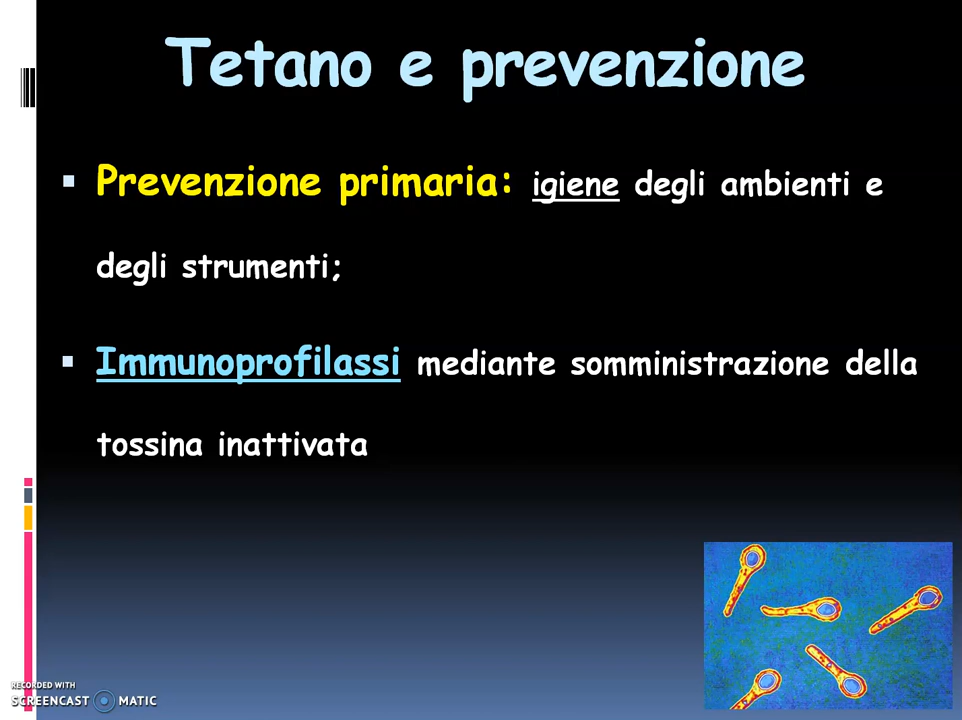 Tetano e prevenzione
▪ Prevenzione primaria: igiene degli ambienti e
degli strumenti;
▪ Immunoprofilassi mediante somministrazione della
tossina inattivata
RECORDED WITH
SCREENCAST MATIC